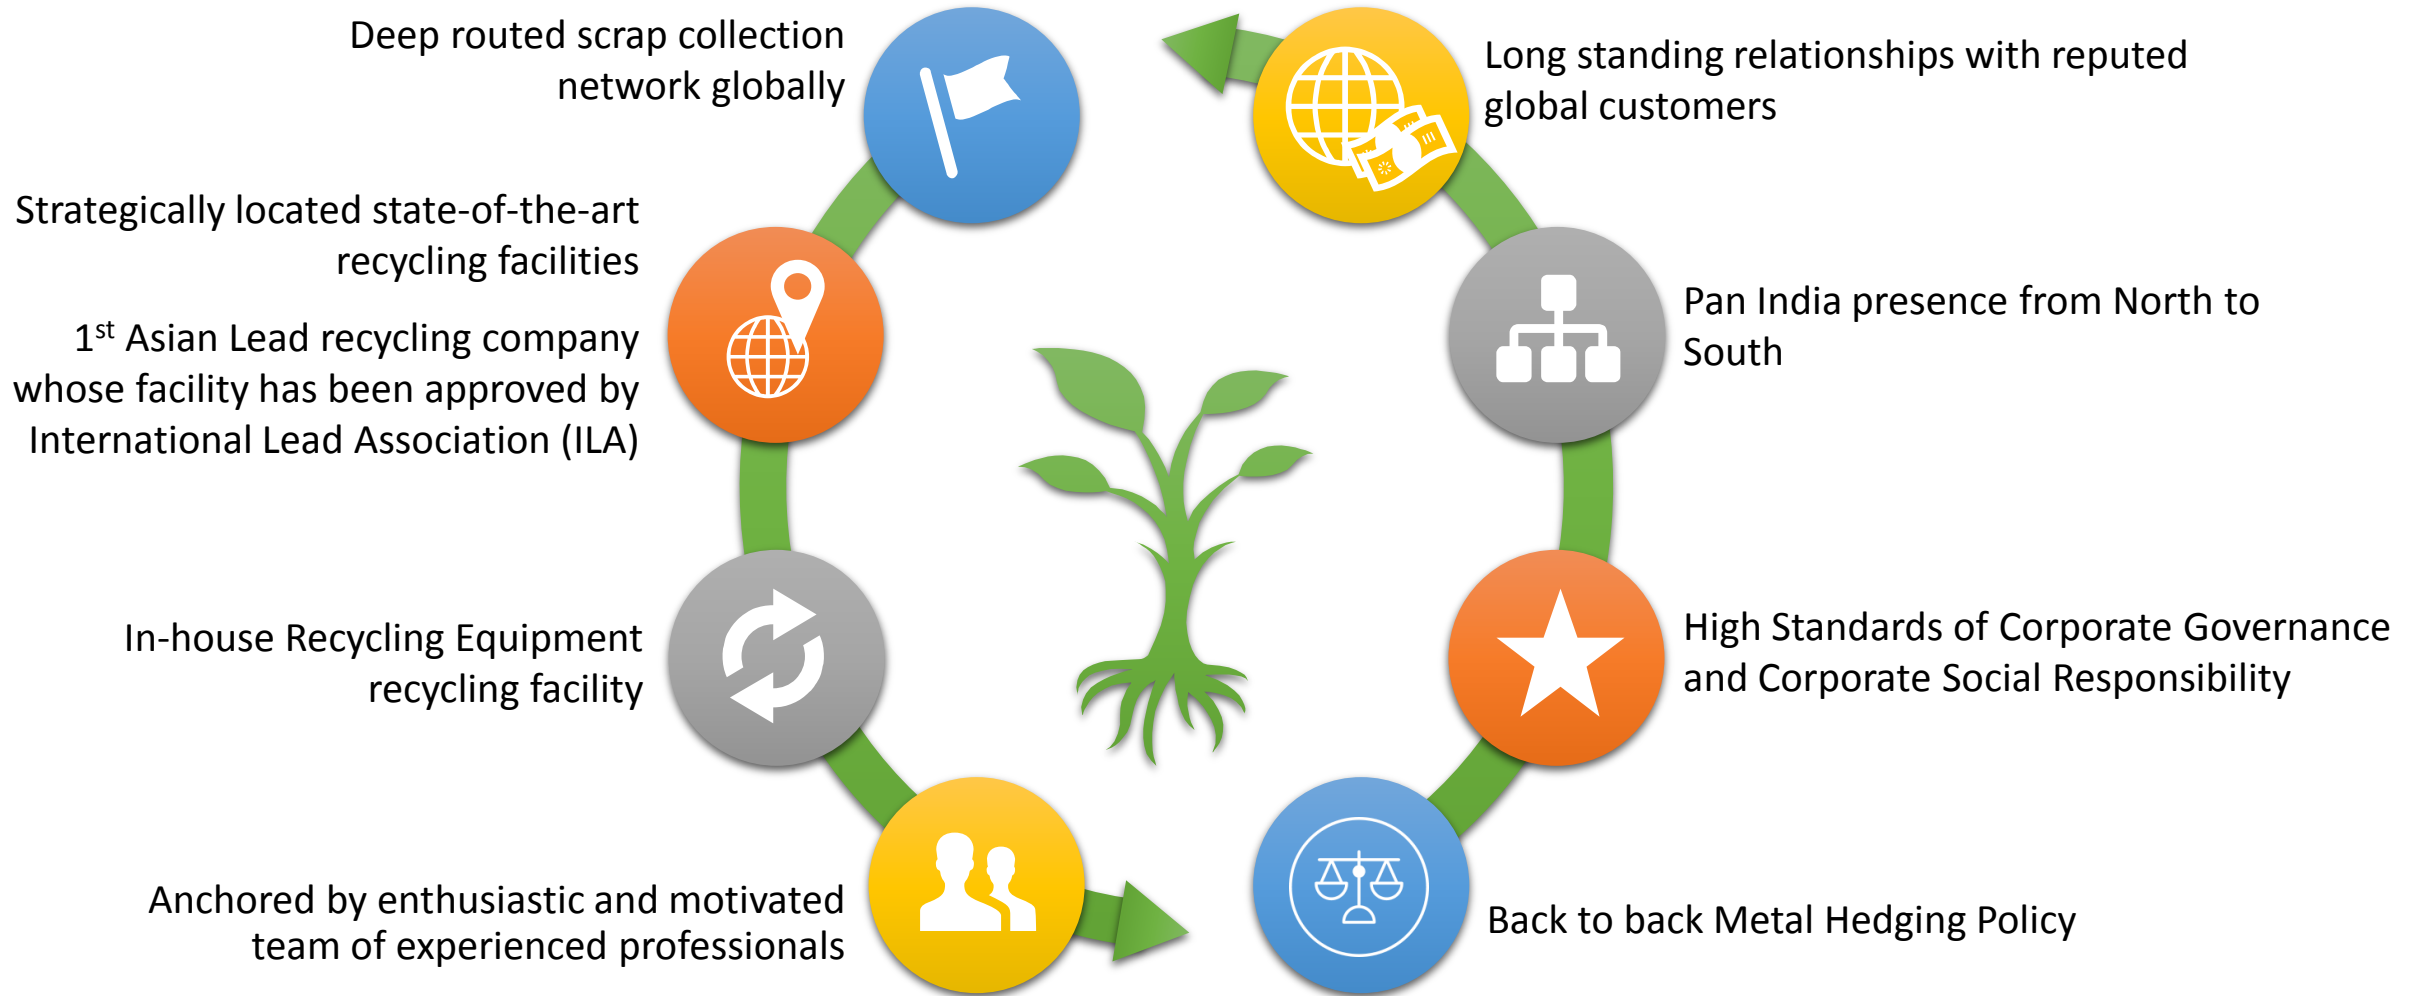 Deep routed scrap collection
network globally
Strategically located state-of-the-art
recycling facilities
1st Asian Lead recycling company
whose facility has been approved by
International Lead Association (ILA)
In-house Recycling Equipment
recycling facility
Anchored by enthusiastic and motivated
team of experienced professionals
Long standing relationships with reputed
global customers
Pan India presence from North to
South
High Standards of Corporate Governance
and Corporate Social Responsibility
Back to back Metal Hedging Policy